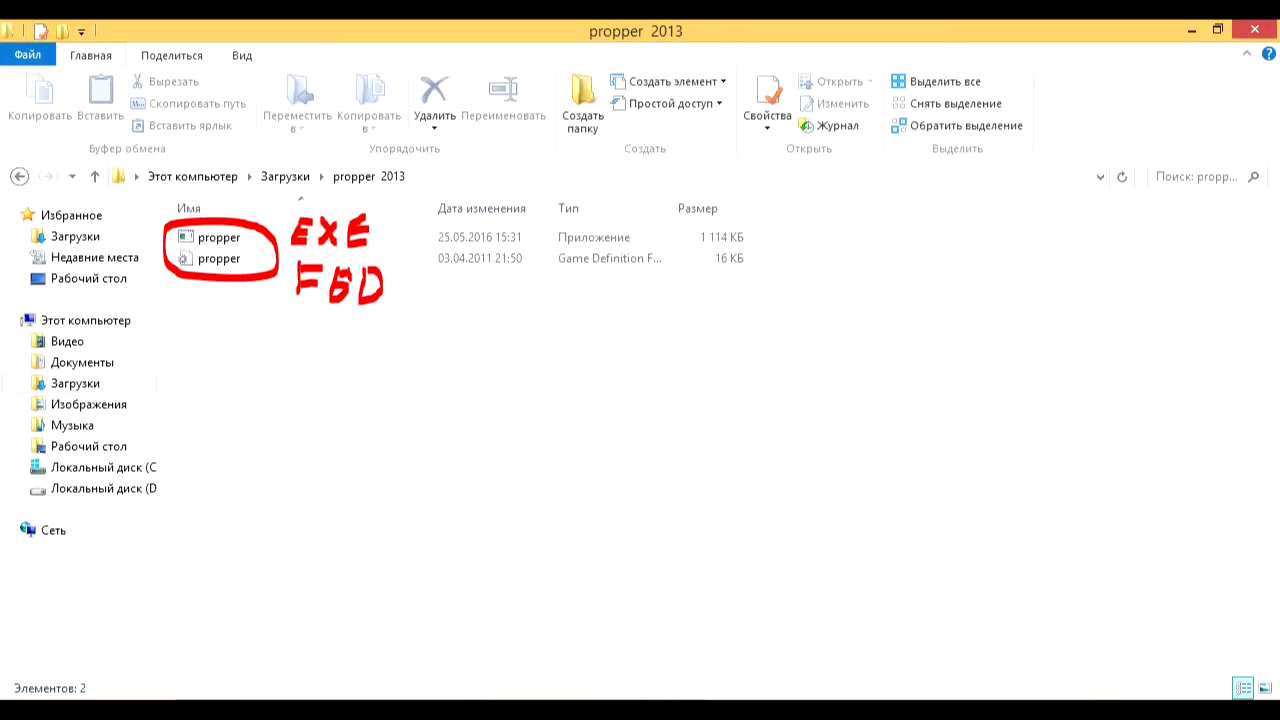 propper 2013
Файл Главная Поделиться Вид
Копировать Вставить Вырезать Скопировать путь Вставить ярлык
Переместить в Копировать в Удалить Переименовать
Создать папку Создать элемент Простой доступ
Свойства Открыть Изменить Журнал
Выделить все Снять выделение Обратить выделение
Буфер обмена Упорядочить Создать Открыть Выделить
Этот компьютер Загрузки propper 2013 Поиск: propp...
Имя Дата изменения Тип Размер
propper EXE 25.05.2016 15:31 Приложение 1 114 КБ
propper FGD 03.04.2011 21:50 Game Definition F... 16 КБ
Избранное
Загрузки
Недавние места
Рабочий стол
Этот компьютер
Видео
Документы
Загрузки
Изображения
Музыка
Рабочий стол
Локальный диск (C
Локальный диск (D
Сеть
Элементов: 2